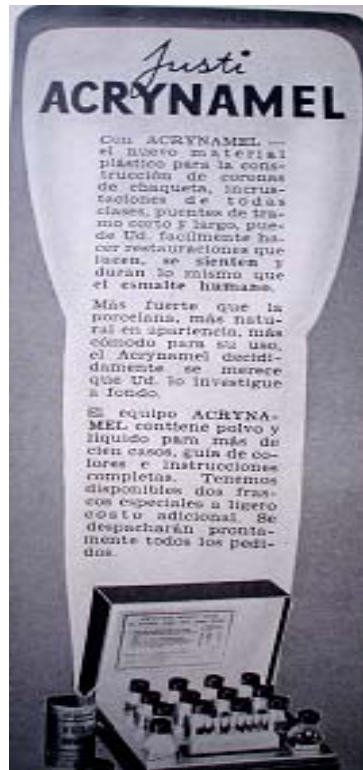 Justi
ACRYNAMEL
Con ACRYNAMEL —
el nuevo material
plástico para la cons-
trucción de coronas
de chaqueta, incrus-
taciones de todas
clases, puentes de tra-
mo corto y largo, pue-
de Ud. facilmente ha-
cer restauraciones que
lucen, se sienten y
duran lo mismo que
el esmalte humano.
Más fuerte que la
porcelana, más natu-
ral en apariencia, más
cómodo para su uso,
el Acrynamel decidi-
damente se merece
que Ud. lo investigue
a fondo.
El equipo ACRYNA-
MEL contiene polvo y
líquido para más de
cien casos, guía de co-
lores e instrucciones
completas. Tenemos
disponibles dos fras-
cos especiales a ligero
costo adicional. Se
despacharán pronta-
mente todos los pedi-
dos.